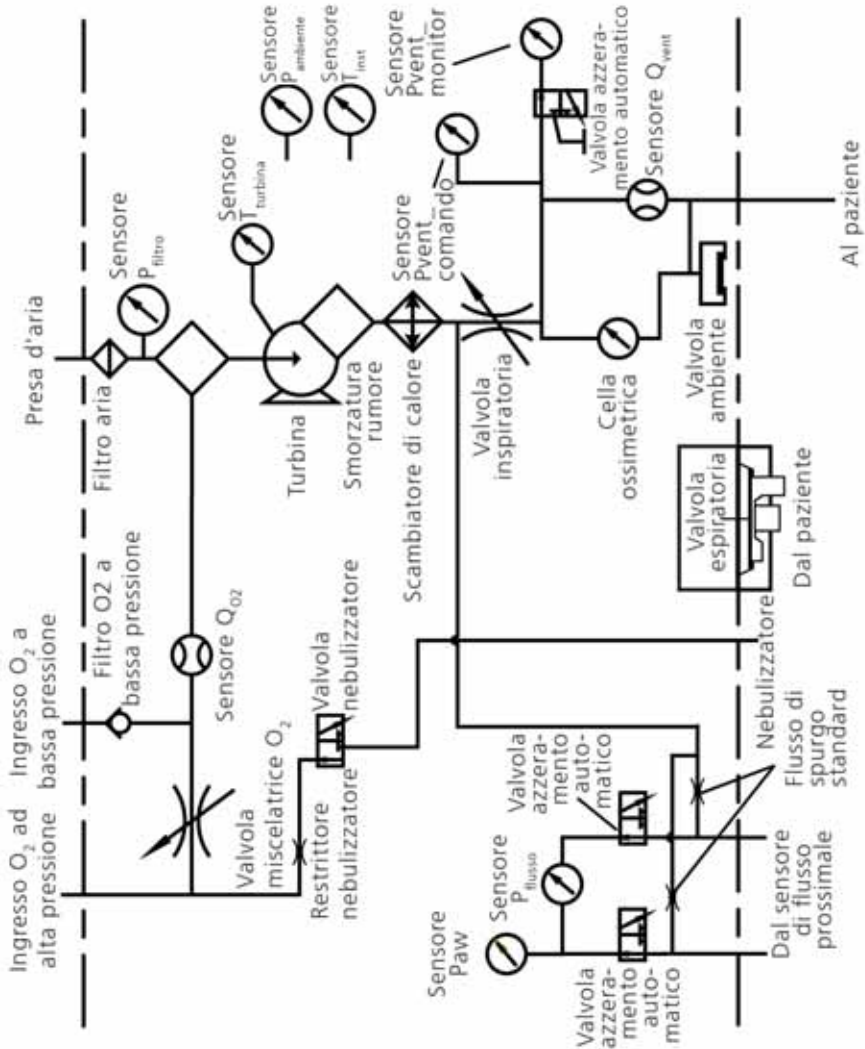 Ingresso O2 ad
alta pressione
Ingresso O2 a
bassa pressione
Filtro O2 a
bassa pressione
Presa d'aria
Filtro aria
Sensore
Pfiltro
Sensore QO2
Valvola
miscelatrice O2
Restrittore
nebulizzatore
Valvola
nebulizzatore
Turbina
Sensore
Tturbina
Sensore
Pambiente
Sensore
Tinst
Smorzatura
rumore
Scambiatore di calore
Sensore
Pvent_
comando
Sensore
Pvent_
monitor
Valvola
inspiratoria
Valvola azzera-
mento automatico
Sensore Qvent
Cella
ossimetrica
Valvola
ambiente
Valvola
espiratoria
Sensore
Paw
Sensore
Pflusso
Valvola
azzera-
mento
auto-
matico
Valvola
azzera-
mento
auto-
matico
Dal sensore
di flusso
prossimale
Flusso di
spurgo
standard
Nebulizzatore
Dal paziente
Al paziente